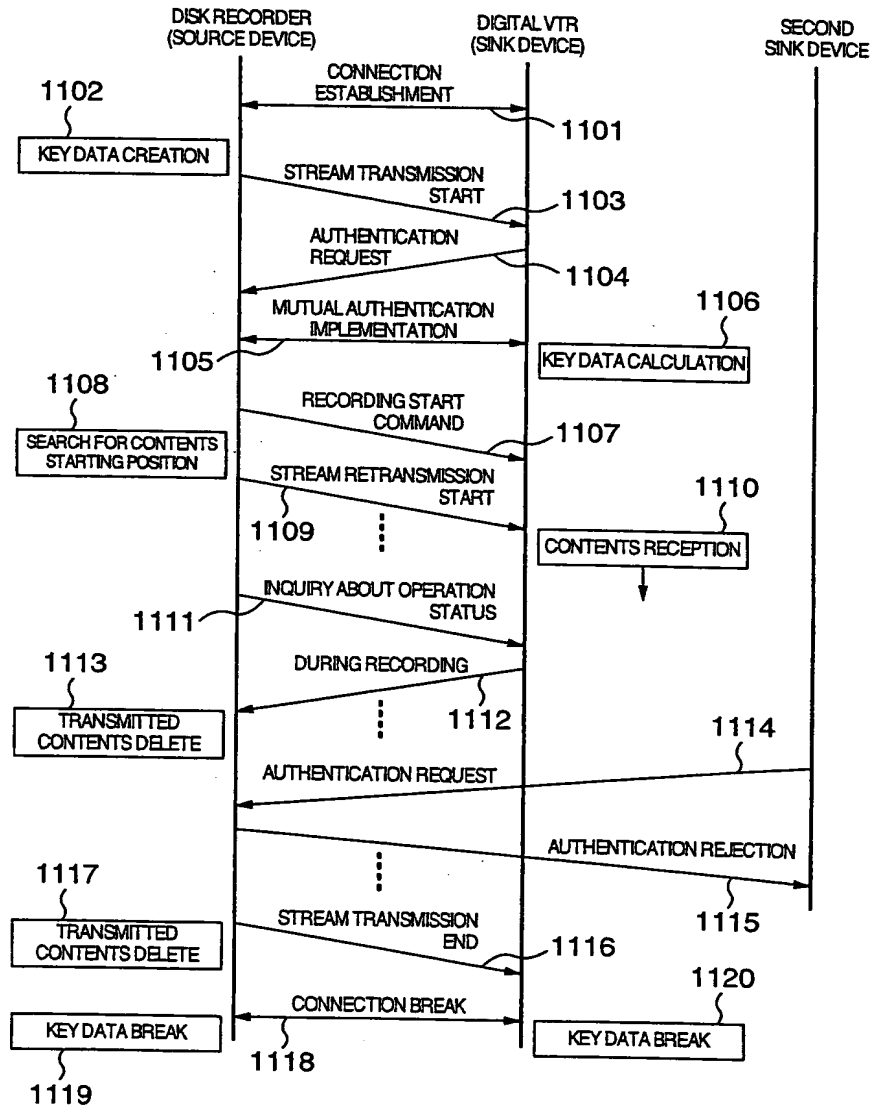 DISK RECORDER
(SOURCE DEVICE)
DIGITAL VTR
(SINK DEVICE)
SECOND
SINK DEVICE
CONNECTION
ESTABLISHMENT
1101
1102
KEY DATA CREATION
STREAM TRANSMISSION
START
1103
AUTHENTICATION
REQUEST
1104
MUTUAL AUTHENTICATION
IMPLEMENTATION
1105
1106
KEY DATA CALCULATION
1108
SEARCH FOR CONTENTS
STARTING POSITION
RECORDING START
COMMAND
1107
STREAM RETRANSMISSION
START
1109
1110
CONTENTS RECEPTION
INQUIRY ABOUT OPERATION
STATUS
1111
DURING RECORDING
1112
1113
TRANSMITTED
CONTENTS DELETE
1114
AUTHENTICATION REQUEST
AUTHENTICATION REJECTION
1115
1117
TRANSMITTED
CONTENTS DELETE
STREAM TRANSMISSION
END
1116
CONNECTION BREAK
1118
1120
KEY DATA BREAK
KEY DATA BREAK
1119